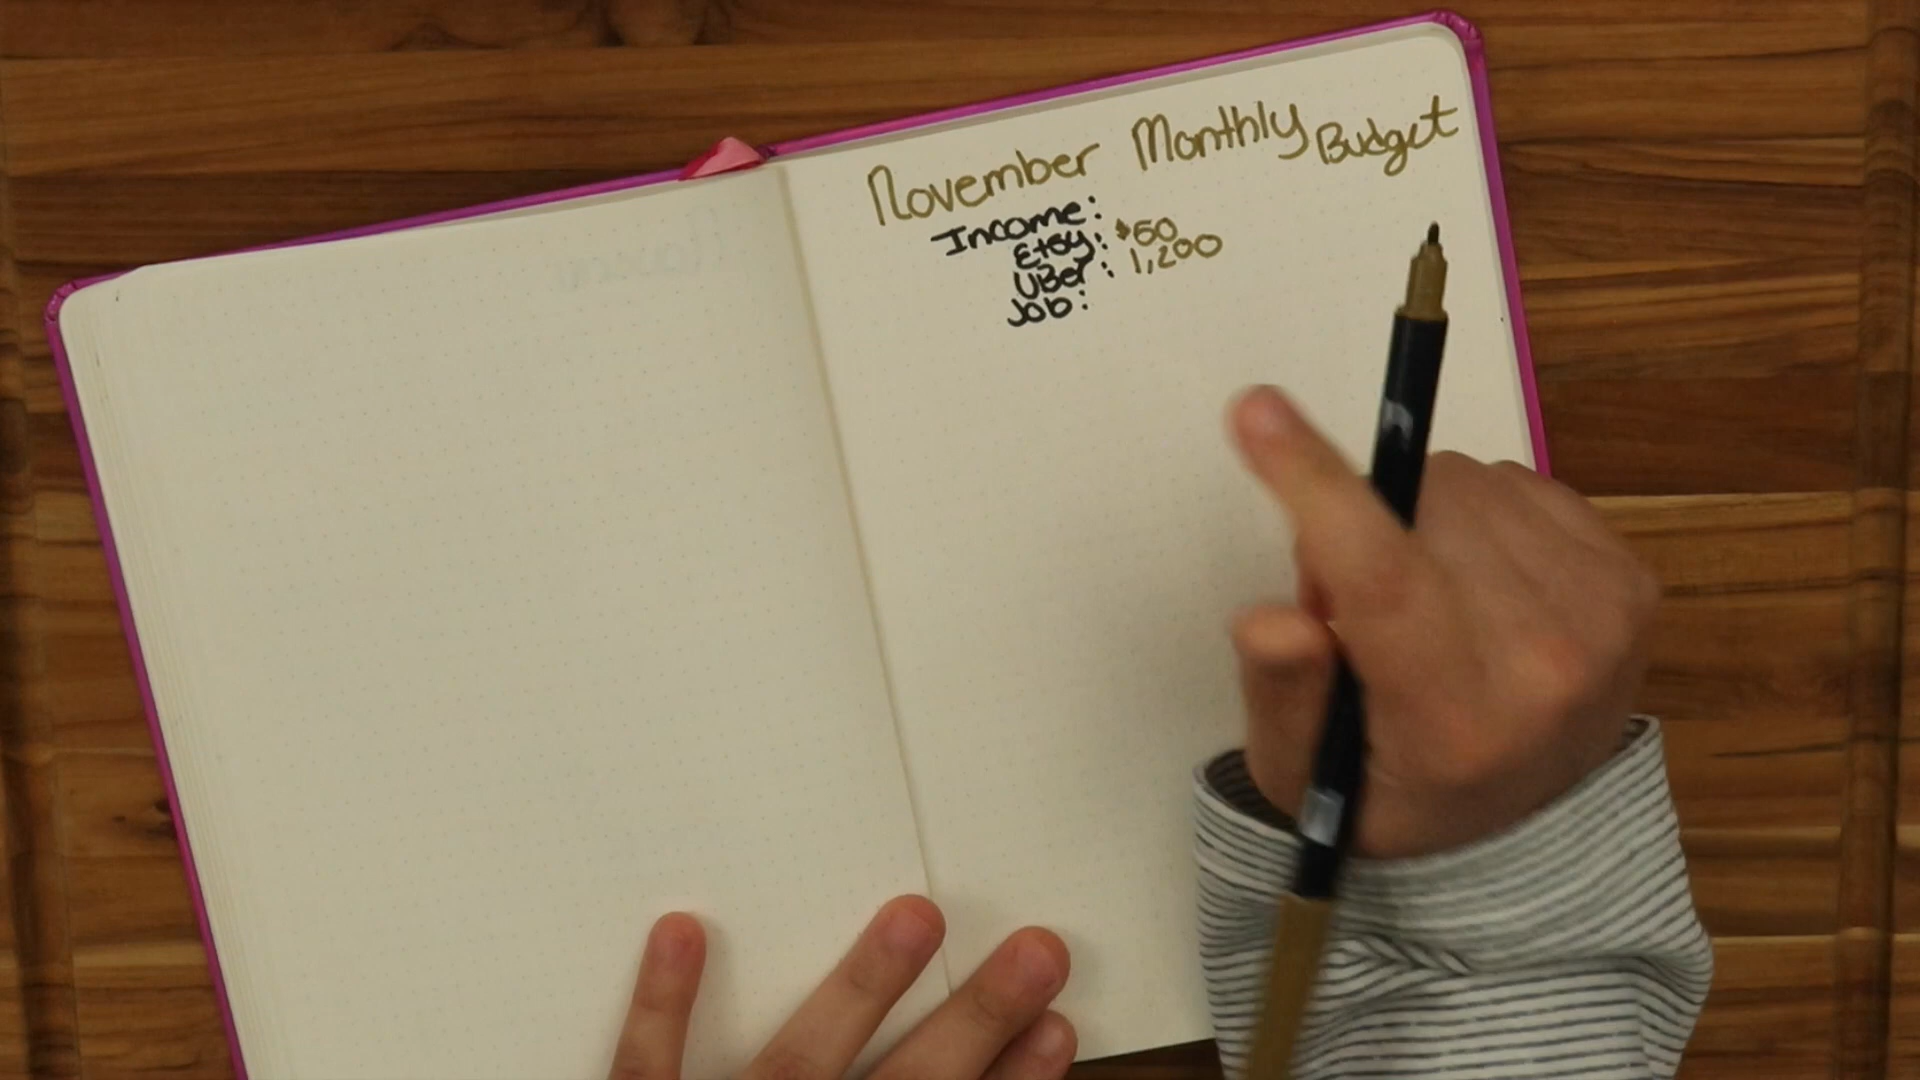 November Monthly Budget
Income:
Etsy: $50
Uber: 1,200
Job: